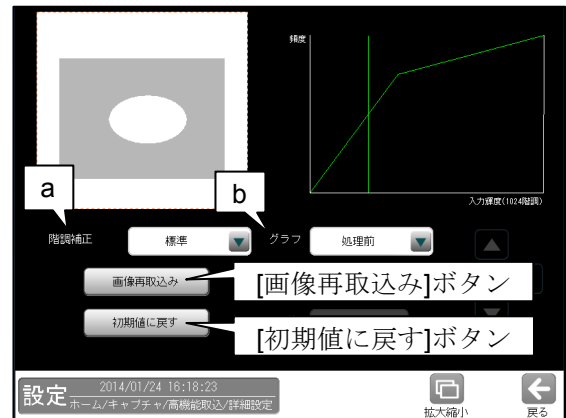 頻度
入力輝度(1024階調)
a
b
階調補正
標準
グラフ
処理前
画像再取込み
[画像再取込み]ボタン
初期値に戻す
[初期値に戻す]ボタン
設定
2014/01/24 16:18:23
ホーム/キャプチャ/高機能取込/詳細設定
拡大縮小
戻る